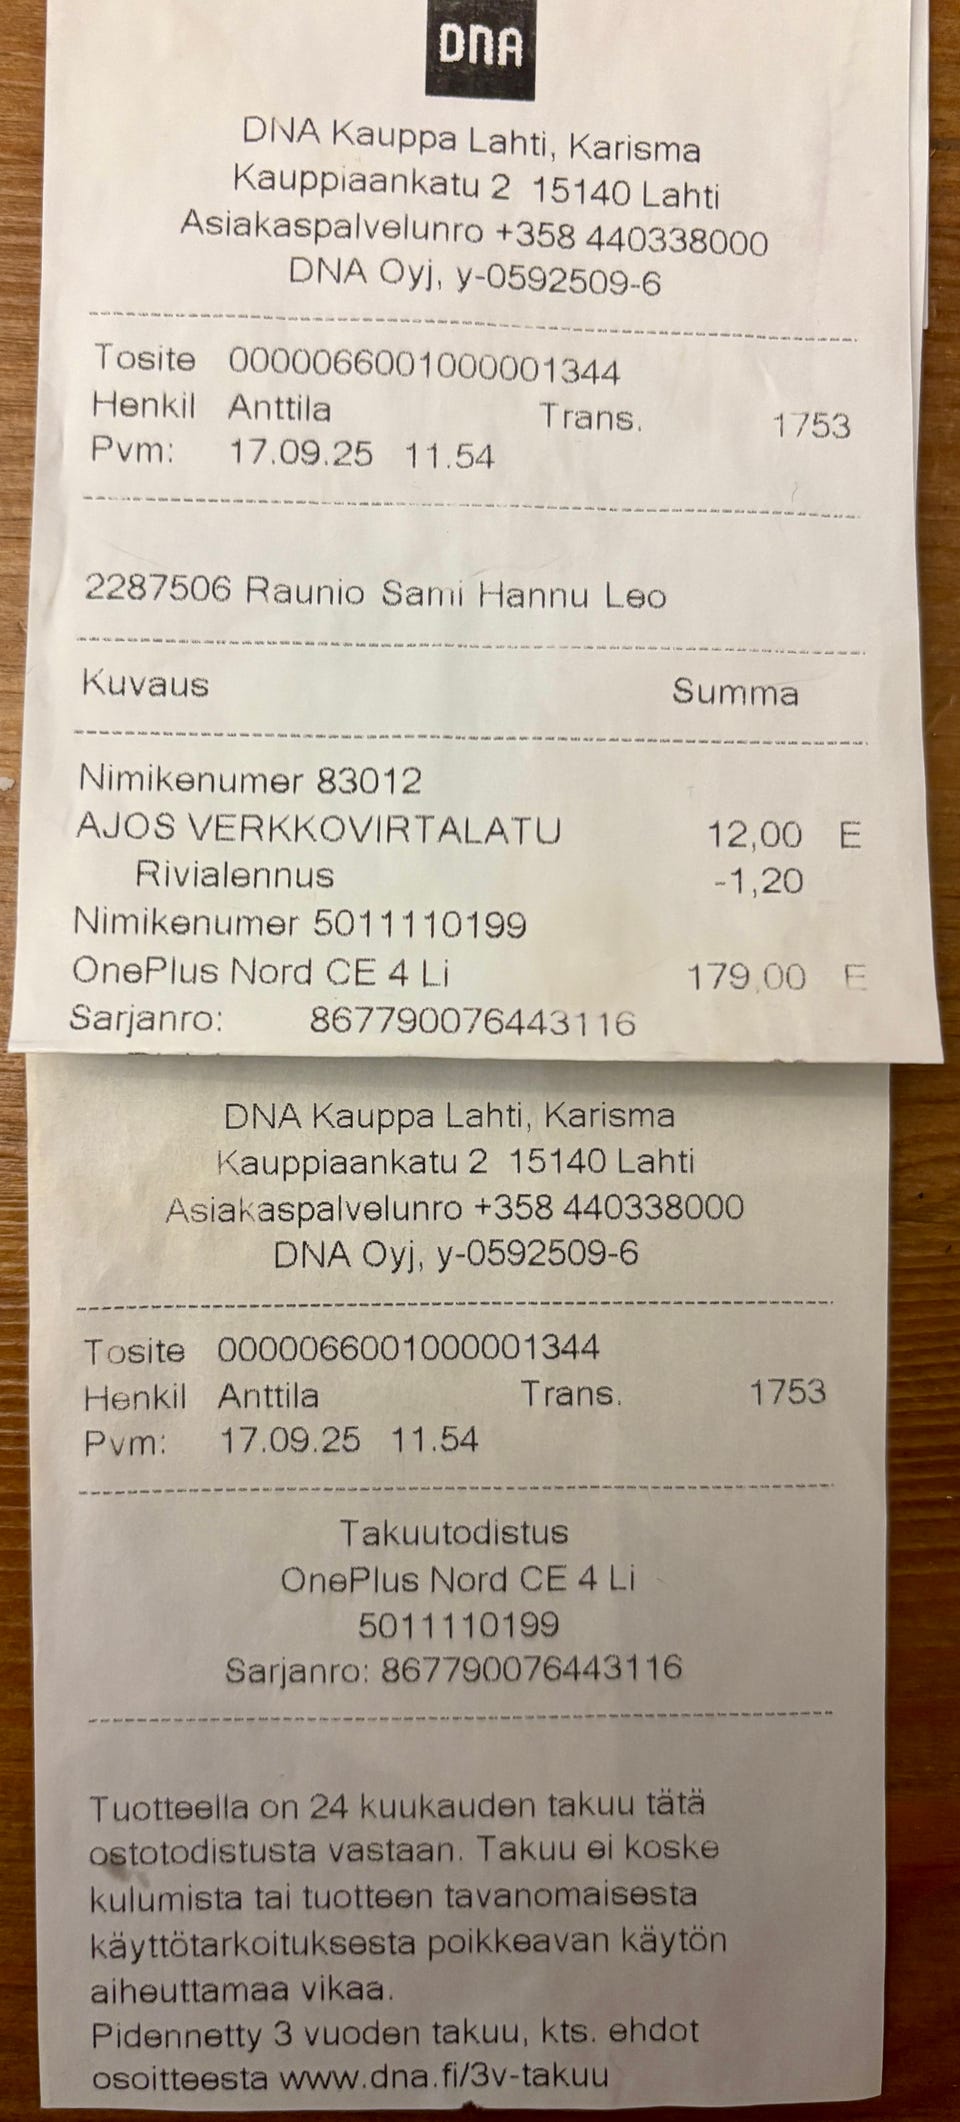 DNA
DNA Kauppa Lahti, Karisma
Kauppiaankatu 2 15140 Lahti
Asiakaspalvelunro +358 440338000
DNA Oyj, y-0592509-6
Tosite 0000066001000001344
Henkil Anttila Trans. 1753
Pvm: 17.09.25 11.54
2287506 Raunio Sami Hannu Leo
Kuvaus Summa
Nimikenumer 83012
AJOS VERKKOVIRTALATU 12,00 E
Rivialennus -1,20
Nimikenumer 5011110199
OnePlus Nord CE 4 Li 179,00 E
Sarjanro: 867790076443116
DNA Kauppa Lahti, Karisma
Kauppiaankatu 2 15140 Lahti
Asiakaspalvelunro +358 440338000
DNA Oyj, y-0592509-6
Tosite 0000066001000001344
Henkil Anttila Trans. 1753
Pvm: 17.09.25 11.54
Takuutodistus
OnePlus Nord CE 4 Li
5011110199
Sarjanro: 867790076443116
Tuotteella on 24 kuukauden takuu tätä
ostotodistusta vastaan. Takuu ei koske
kulumista tai tuotteen tavanomaisesta
käyttötarkoituksesta poikkeavan käytön
aiheuttamaa vikaa.
Pidennetty 3 vuoden takuu, kts. ehdot
osoitteesta www.dna.fi/3v-takuu